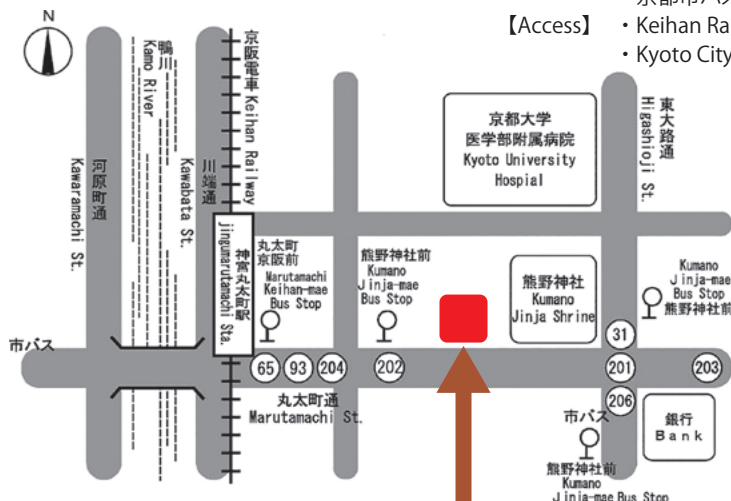 京都市バス
【Access】
・Keihan Ra
・Kyoto City
N
鴨川
Kamo River
京阪電車 Keihan Railway
河原町通
Kawaramachi St.
川端通
Kawabata St.
東大路通
Higashioji St.
京都大学
医学部附属病院
Kyoto University
Hospial
神宮丸太町駅
jingumarutamachi Sta.
丸太町
京阪前
Marutamachi
Keihan-mae
Bus Stop
熊野神社前
Kumano
Jinja-mae
Bus Stop
熊野神社
Kumano
Jinja Shrine
Kumano
Jinja-mae
Bus Stop
熊野神社前
市バス
65
93
204
202
31
201
206
203
丸太町通
Marutamachi St.
市バス
熊野神社前
Kumano
Jinja-mae Bus Stop
銀行
Bank